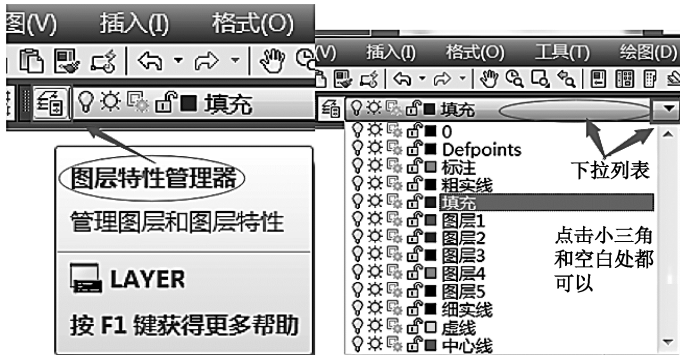 图(V) 插入(I) 格式(O)
填充
图层特性管理器
管理图层和图层特性
LAYER
按 F1 键获得更多帮助
(V) 插入(I) 格式(O) 工具(T) 绘图(D)
填充
0
Defpoints
标注
粗实线
填充
图层1
图层2
图层3
图层4
图层5
细实线
虚线
中心线
下拉列表
点击小三角
和空白处都
可以